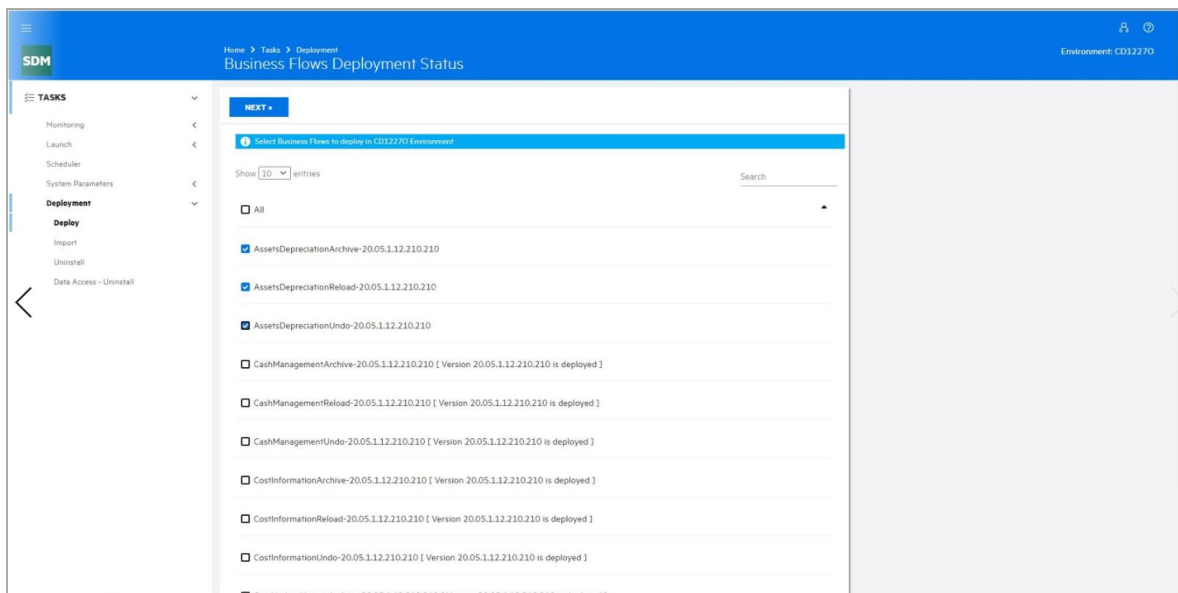 SDM
Home > Tasks > Deployment
Business Flows Deployment Status
Environment: CD1227O
TASKS
Monitoring
Launch
Scheduler
System Parameters
Deployment
Deploy
Import
Uninstall
Data Access - Uninstall
NEXT »
Select Business Flows to deploy in CD1227O Environment
Show 10 entries
Search
All
AssetsDepreciationArchive-20.05.1.12.210.210
AssetsDepreciationReload-20.05.1.12.210.210
AssetsDepreciationUndo-20.05.1.12.210.210
CashManagementArchive-20.05.1.12.210.210 [ Version 20.05.1.12.210.210 is deployed ]
CashManagementReload-20.05.1.12.210.210 [ Version 20.05.1.12.210.210 is deployed ]
CashManagementUndo-20.05.1.12.210.210 [ Version 20.05.1.12.210.210 is deployed ]
CostInformationArchive-20.05.1.12.210.210 [ Version 20.05.1.12.210.210 is deployed ]
CostInformationReload-20.05.1.12.210.210 [ Version 20.05.1.12.210.210 is deployed ]
CostInformationUndo-20.05.1.12.210.210 [ Version 20.05.1.12.210.210 is deployed ]